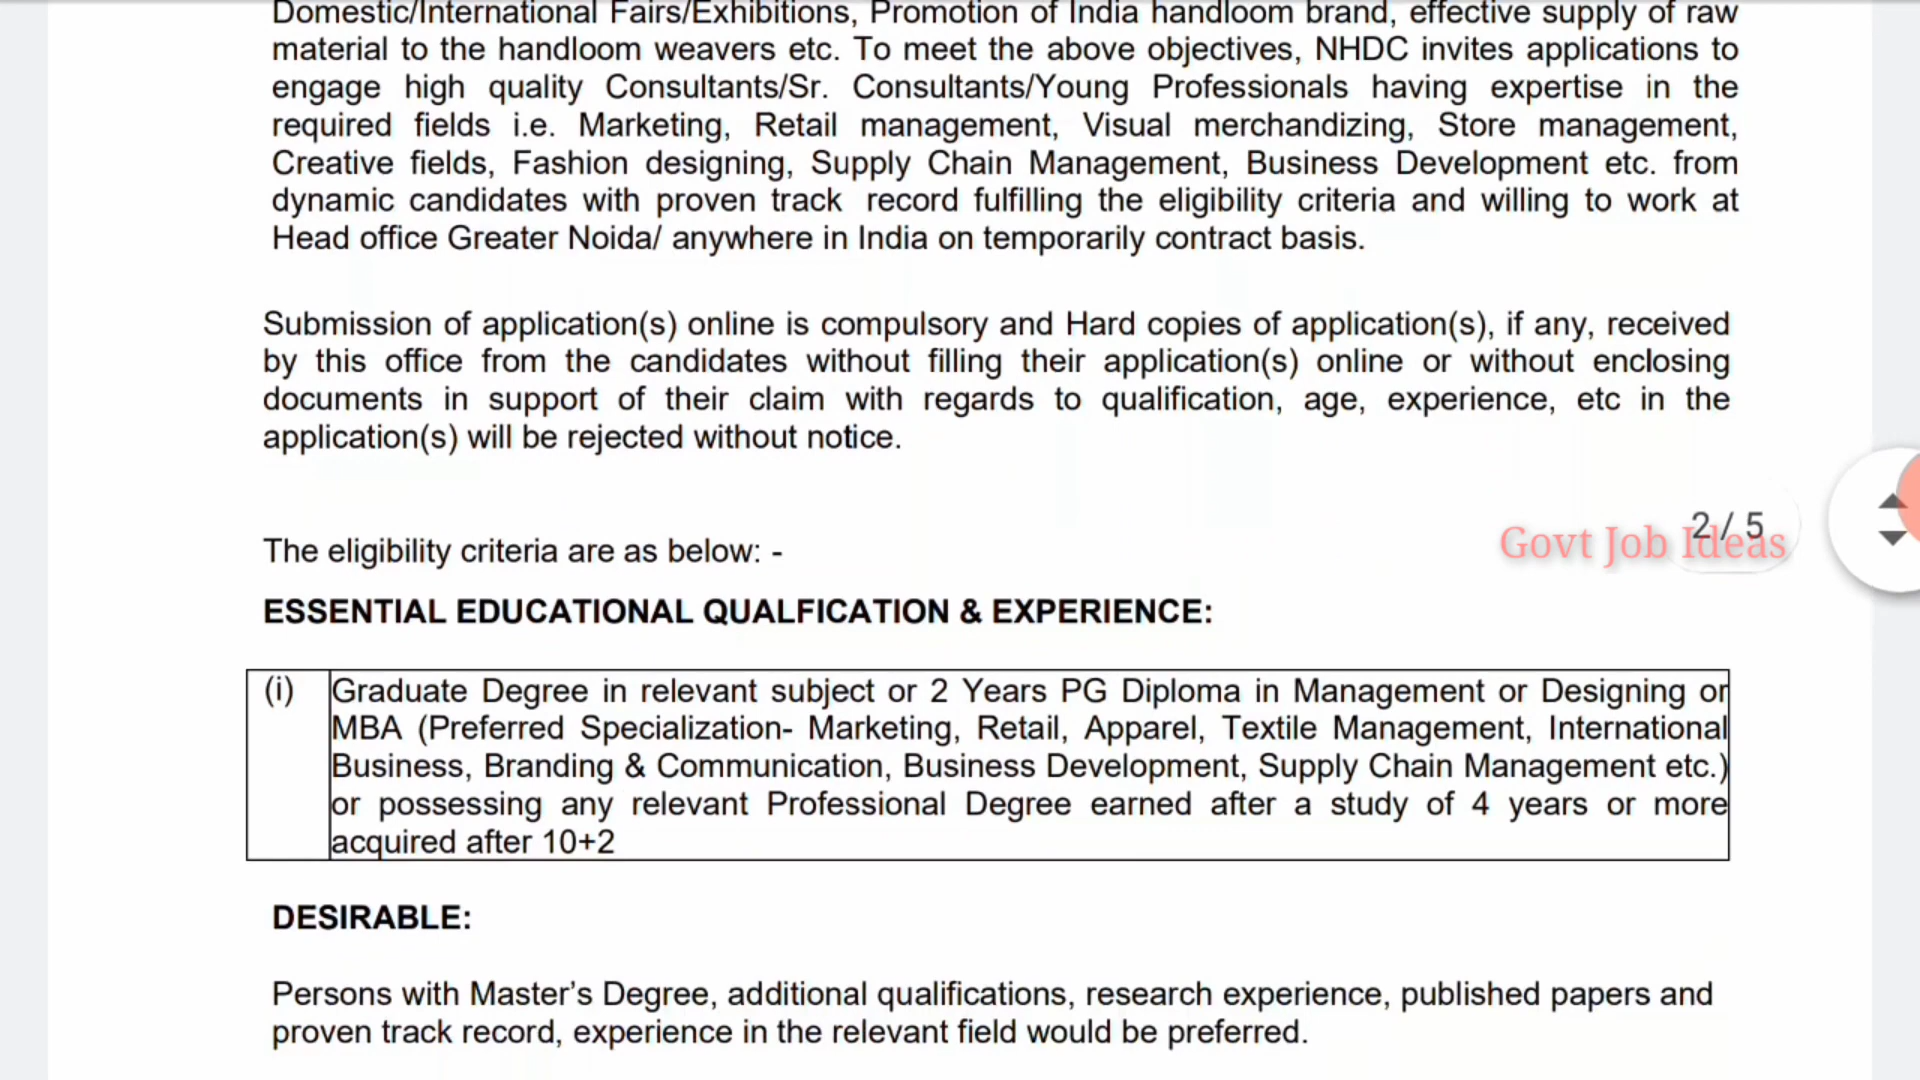 Domestic/International Fairs/Exhibitions, Promotion of India handloom brand, effective supply of raw
material to the handloom weavers etc. To meet the above objectives, NHDC invites applications to
engage high quality Consultants/Sr. Consultants/Young Professionals having expertise in the
required fields i.e. Marketing, Retail management, Visual merchandizing, Store management,
Creative fields, Fashion designing, Supply Chain Management, Business Development etc. from
dynamic candidates with proven track record fulfilling the eligibility criteria and willing to work at
Head office Greater Noida/ anywhere in India on temporarily contract basis.
Submission of application(s) online is compulsory and Hard copies of application(s), if any, received
by this office from the candidates without filling their application(s) online or without enclosing
documents in support of their claim with regards to qualification, age, experience, etc in the
application(s) will be rejected without notice.
2 / 5
Govt Job Ideas
The eligibility criteria are as below: -
ESSENTIAL EDUCATIONAL QUALFICATION & EXPERIENCE:
(i) Graduate Degree in relevant subject or 2 Years PG Diploma in Management or Designing or
MBA (Preferred Specialization- Marketing, Retail, Apparel, Textile Management, International
Business, Branding & Communication, Business Development, Supply Chain Management etc.)
or possessing any relevant Professional Degree earned after a study of 4 years or more
acquired after 10+2
DESIRABLE:
Persons with Master’s Degree, additional qualifications, research experience, published papers and
proven track record, experience in the relevant field would be preferred.